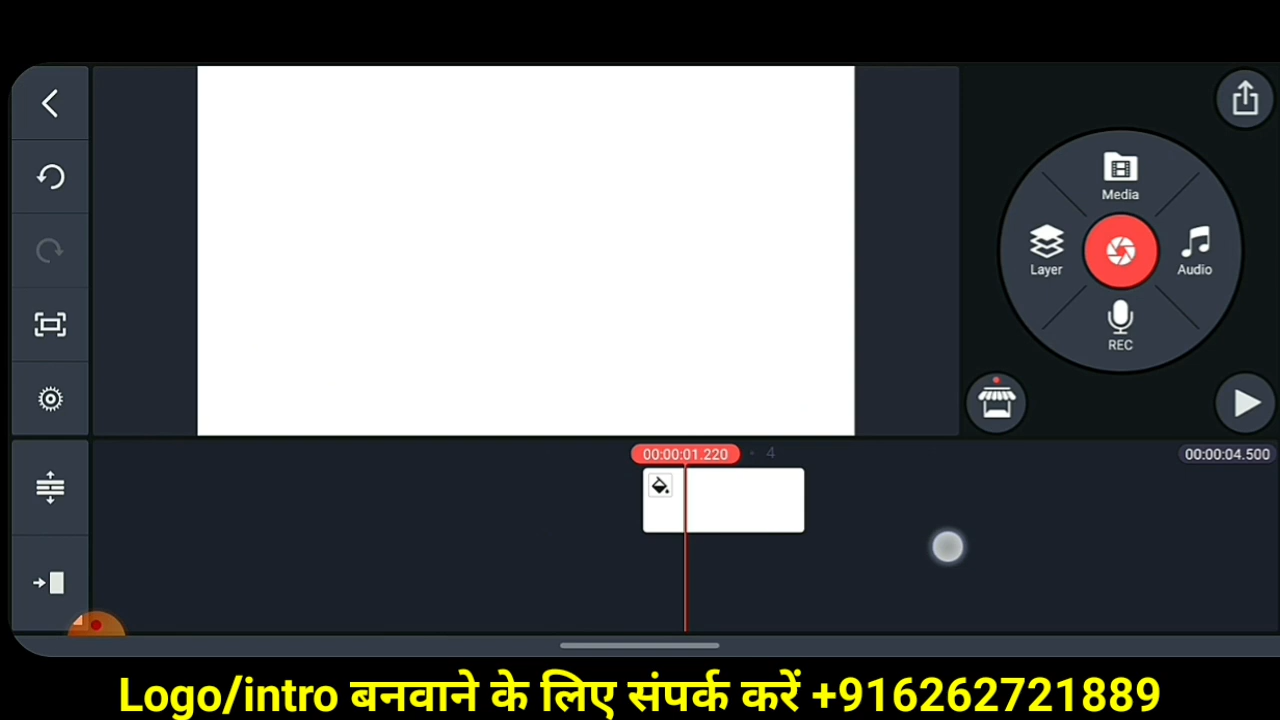 Media
Layer
Audio
REC
00:00:01.220
4
00:00:04.500
Logo/intro बनवाने के लिए संपर्क करें +916262721889